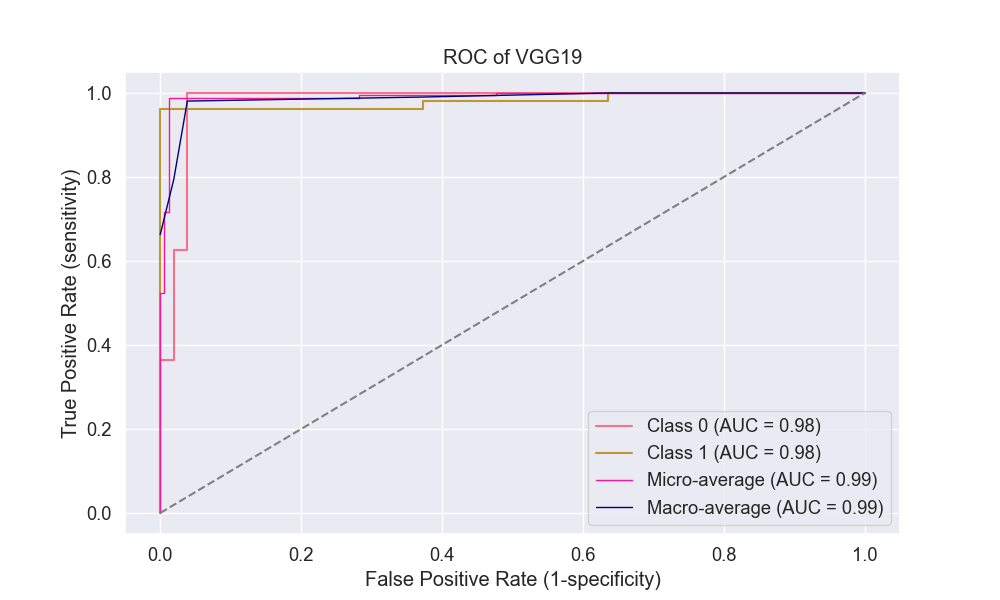 ROC of VGG19
True Positive Rate (sensitivity)
1.0
0.8
0.6
0.4
0.2
0.0
Class 0 (AUC = 0.98)
Class 1 (AUC = 0.98)
Micro-average (AUC = 0.99)
Macro-average (AUC = 0.99)
0.0 0.2 0.4 0.6 0.8 1.0
False Positive Rate (1-specificity)